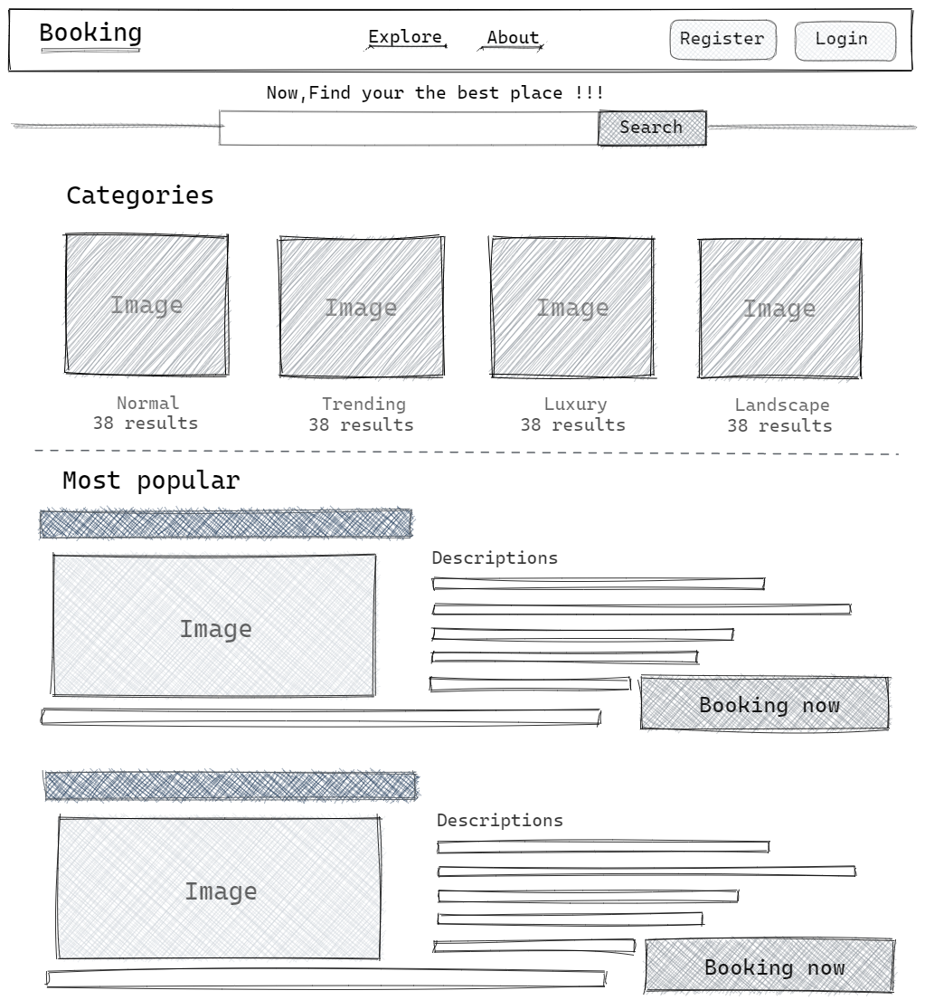 Booking
Explore
About
Register
Login
Now,Find your the best place !!!
Search
Categories
Image
Image
Image
Image
Normal
38 results
Trending
38 results
Luxury
38 results
Landscape
38 results
Most popular
Image
Descriptions
Booking now
Image
Descriptions
Booking now